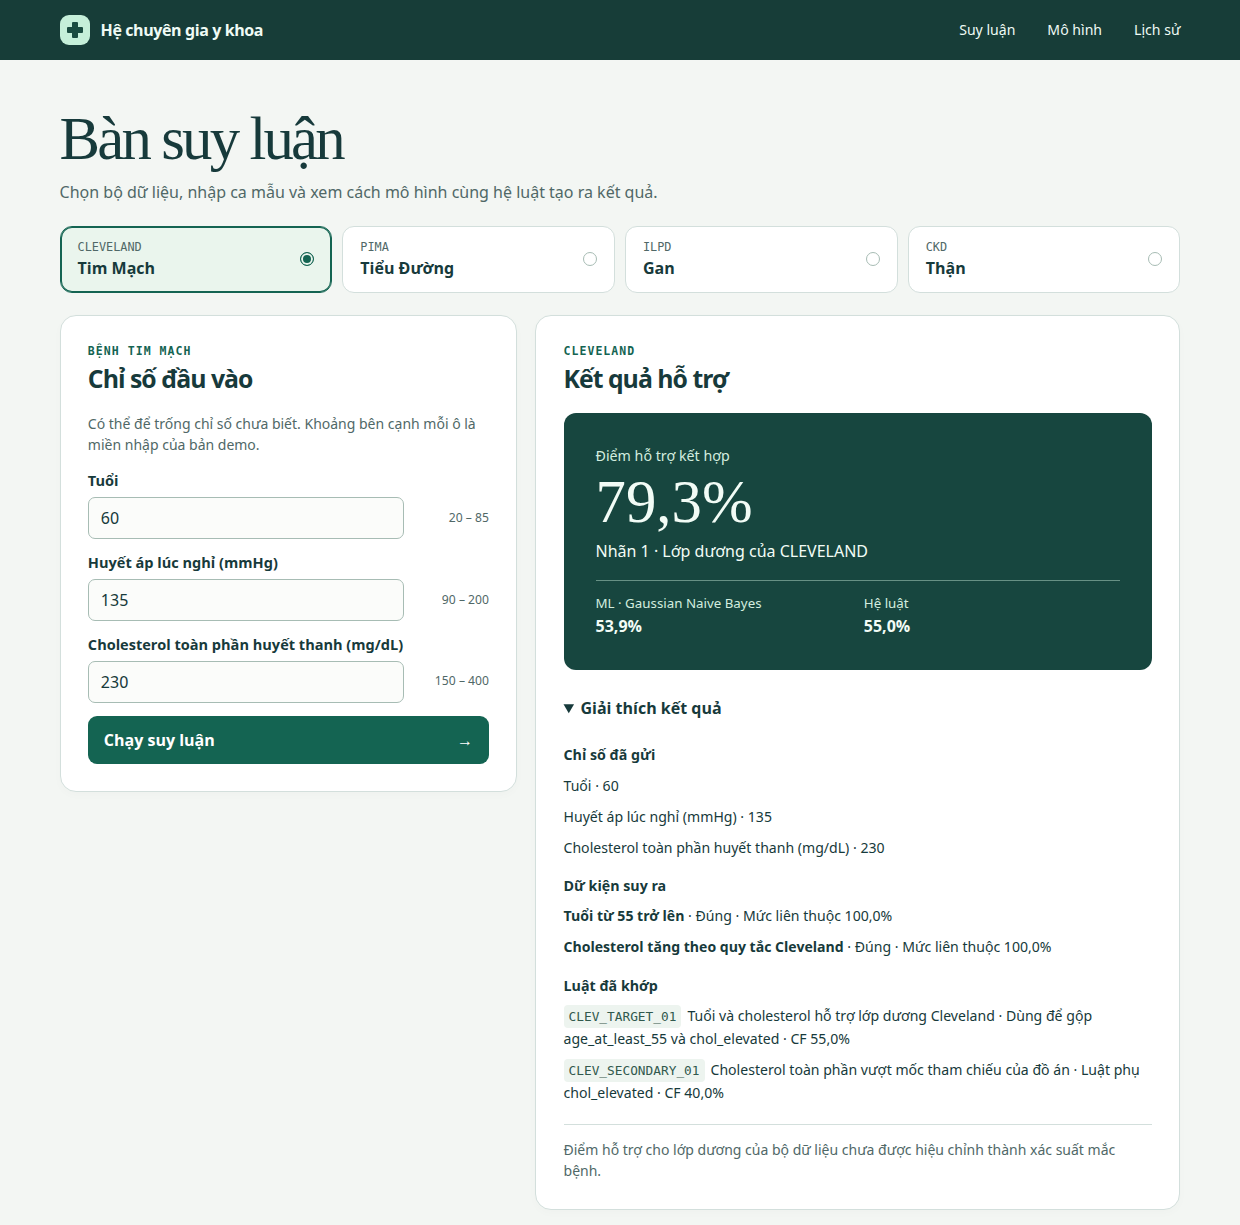 Hệ chuyên gia y khoa
Suy luận
Mô hình
Lịch sử
Bàn suy luận
Chọn bộ dữ liệu, nhập ca mẫu và xem cách mô hình cùng hệ luật tạo ra kết quả.
CLEVELAND
Tim Mạch
PIMA
Tiểu Đường
ILPD
Gan
CKD
Thận
BỆNH TIM MẠCH
Chỉ số đầu vào
Có thể để trống chỉ số chưa biết. Khoảng bên cạnh mỗi ô là
miền nhập của bản demo.
Tuổi
60
20 – 85
Huyết áp lúc nghỉ (mmHg)
135
90 – 200
Cholesterol toàn phần huyết thanh (mg/dL)
230
150 – 400
Chạy suy luận →
CLEVELAND
Kết quả hỗ trợ
Điểm hỗ trợ kết hợp
79,3%
Nhãn 1 · Lớp dương của CLEVELAND
ML · Gaussian Naive Bayes
53,9%
Hệ luật
55,0%
▼ Giải thích kết quả
Chỉ số đã gửi
Tuổi · 60
Huyết áp lúc nghỉ (mmHg) · 135
Cholesterol toàn phần huyết thanh (mg/dL) · 230
Dữ kiện suy ra
Tuổi từ 55 trở lên · Đúng · Mức liên thuộc 100,0%
Cholesterol tăng theo quy tắc Cleveland · Đúng · Mức liên thuộc 100,0%
Luật đã khớp
CLEV_TARGET_01 Tuổi và cholesterol hỗ trợ lớp dương Cleveland · Dùng để gộp
age_at_least_55 và chol_elevated · CF 55,0%
CLEV_SECONDARY_01 Cholesterol toàn phần vượt mốc tham chiếu của đồ án · Luật phụ
chol_elevated · CF 40,0%
Điểm hỗ trợ cho lớp dương của bộ dữ liệu chưa được hiệu chỉnh thành xác suất mắc
bệnh.